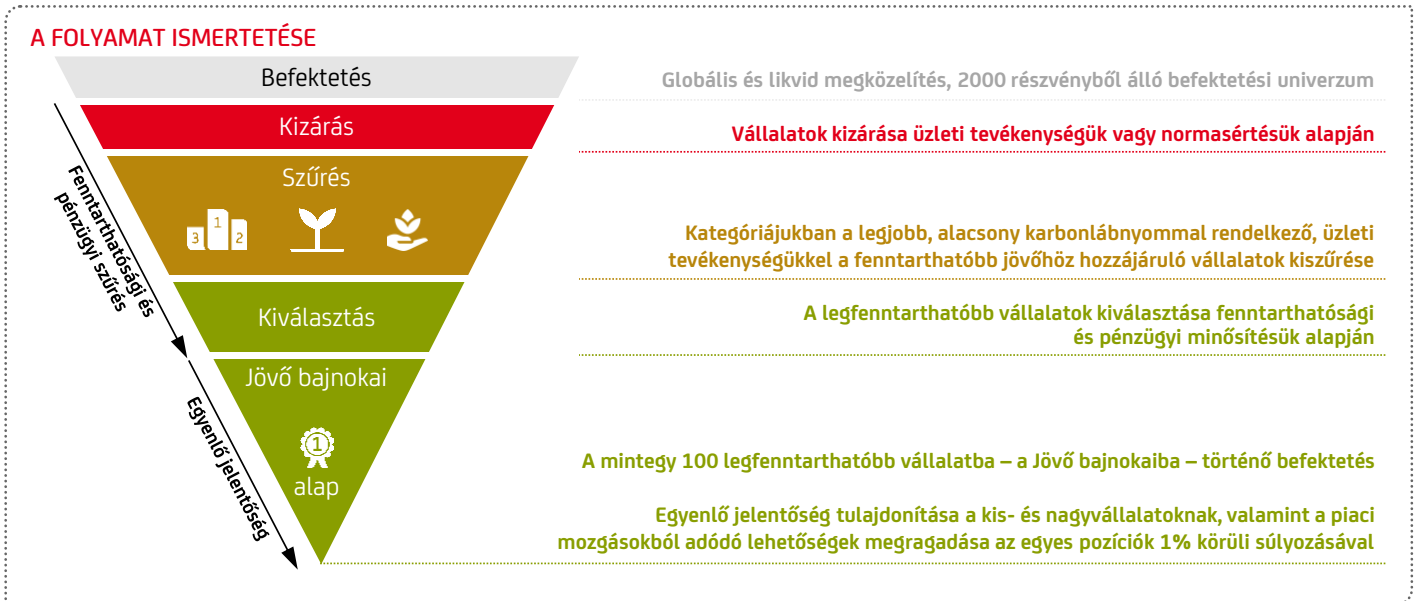 A FOLYAMAT ISMERTETÉSE
Befektetés
Globális és likvid megközelítés, 2000 részvényből álló befektetési univerzum
Kizárás
Vállalatok kizárása üzleti tevékenységük vagy normasértésük alapján
Szűrés
3 1 2
Kategóriájukban a legjobb, alacsony karbonlábnyommal rendelkező, üzleti
tevékenységükkel a fenntarthatóbb jövőhöz hozzájáruló vállalatok kiszűrése
Fenntarthatósági és
pénzügyi szűrés
Kiválasztás
A legfenntarthatóbb vállalatok kiválasztása fenntarthatósági
és pénzügyi minősítésük alapján
Jövő bajnokai
1
alap
Egyenlő jelentőség
A mintegy 100 legfenntarthatóbb vállalatba – a Jövő bajnokaiba – történő befektetés
Egyenlő jelentőség tulajdonítása a kis- és nagyvállalatoknak, valamint a piaci
mozgásokból adódó lehetőségek megragadása az egyes pozíciók 1% körüli súlyozásával